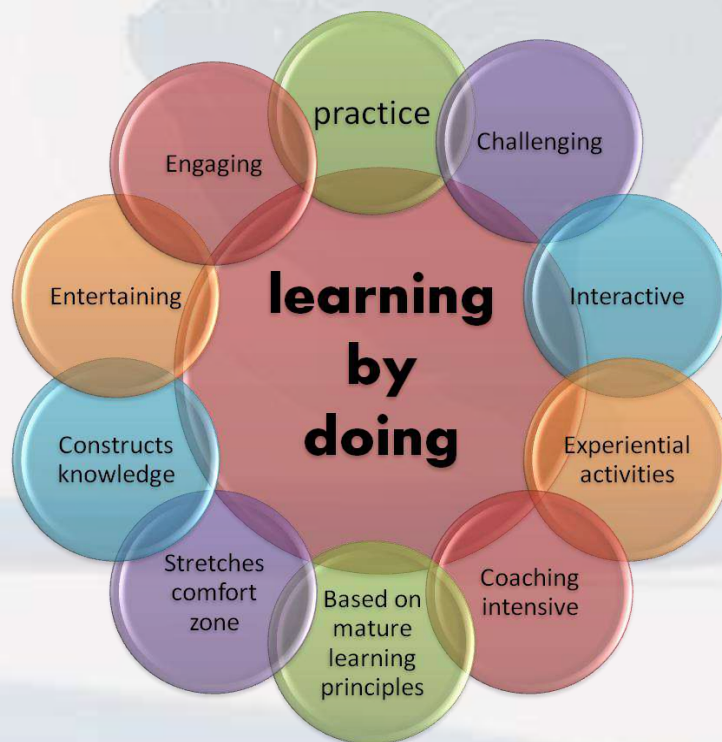 learning
by
doing
practice
Challenging
Interactive
Experiential
activities
Coaching
intensive
Based on
mature
learning
principles
Stretches
comfort
zone
Constructs
knowledge
Entertaining
Engaging